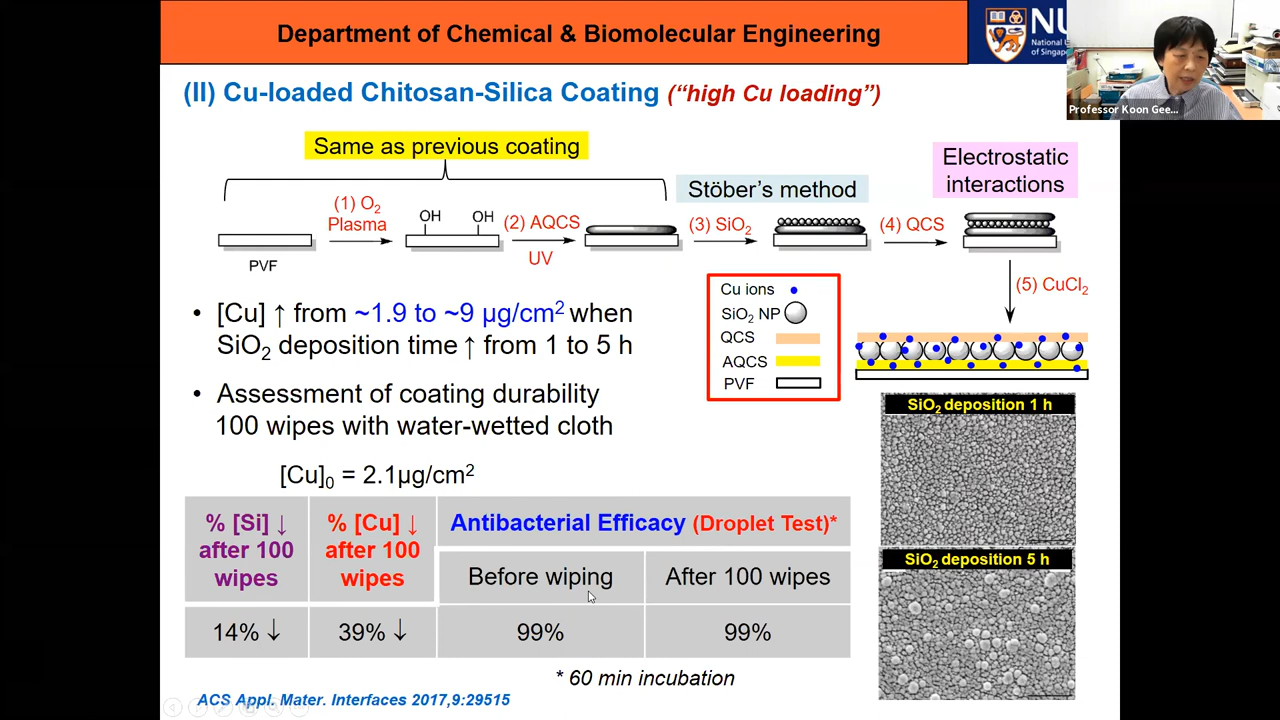 Department of Chemical & Biomolecular Engineering
NU
National U
of Singap
Professor Koon Gee...
(II) Cu-loaded Chitosan-Silica Coating (“high Cu loading”)
Same as previous coating
Stöber’s method
Electrostatic
interactions
(1) O2
Plasma
OH
OH
(2) AQCS
UV
(3) SiO2
(4) QCS
PVF
(5) CuCl2
Cu ions
SiO2 NP
QCS
AQCS
PVF
• [Cu] ↑ from ~1.9 to ~9 µg/cm2 when
SiO2 deposition time ↑ from 1 to 5 h
• Assessment of coating durability
100 wipes with water-wetted cloth
[Cu]0 = 2.1µg/cm2
% [Si] ↓
after 100
wipes
% [Cu] ↓
after 100
wipes
Antibacterial Efficacy (Droplet Test)*
Before wiping
After 100 wipes
14% ↓
39% ↓
99%
99%
* 60 min incubation
SiO2 deposition 1 h
SiO2 deposition 5 h
ACS Appl. Mater. Interfaces 2017,9:29515